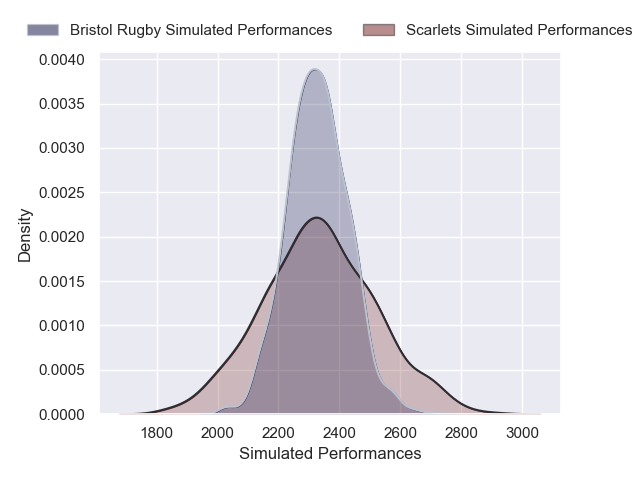 Bristol Rugby Simulated Performances
Scarlets Simulated Performances
0.0040
0.0035
0.0030
0.0025
0.0020
0.0015
0.0010
0.0005
0.0000
Density
1800 2000 2200 2400 2600 2800 3000
Simulated Performances